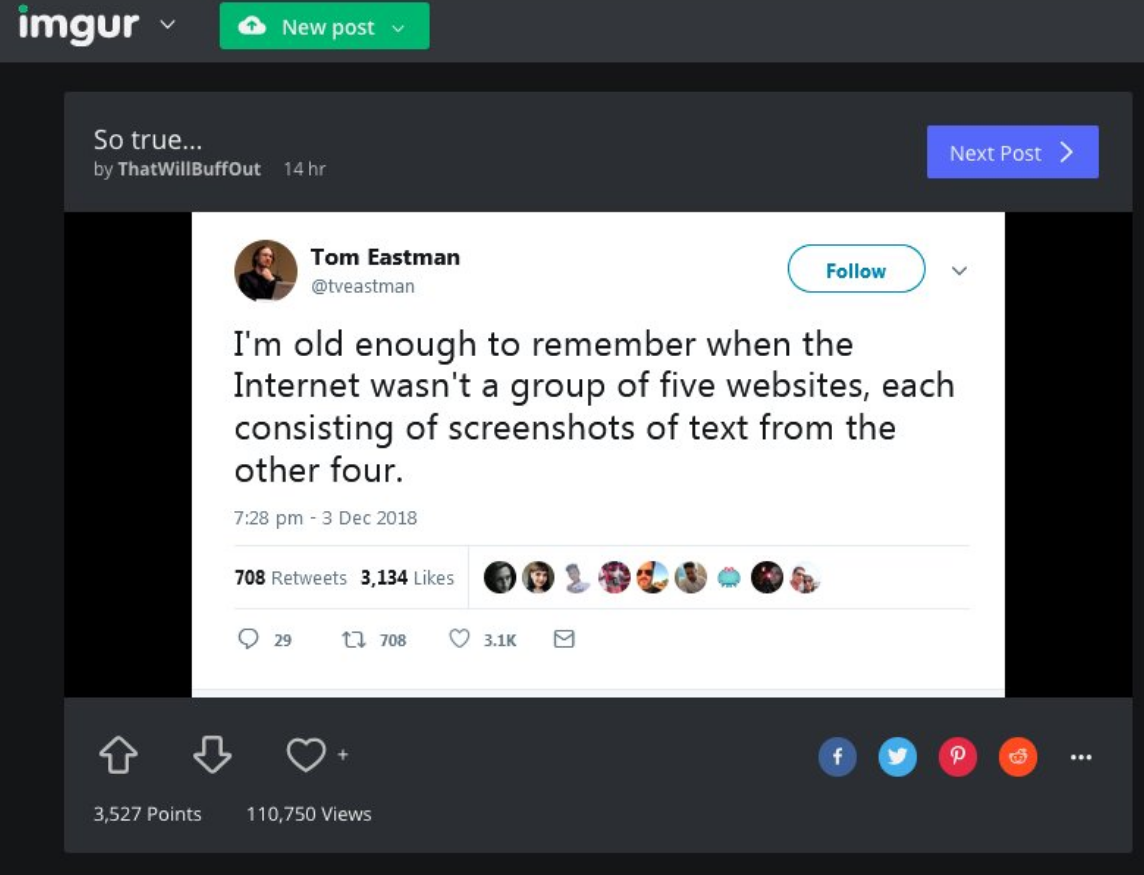 imgur
New post
So true...
by ThatWillBuffOut 14 hr
Next Post
Tom Eastman
@tveastman
Follow
I'm old enough to remember when the
Internet wasn't a group of five websites, each
consisting of screenshots of text from the
other four.
7:28 pm - 3 Dec 2018
708 Retweets 3,134 Likes
29 708 3.1K
3,527 Points 110,750 Views